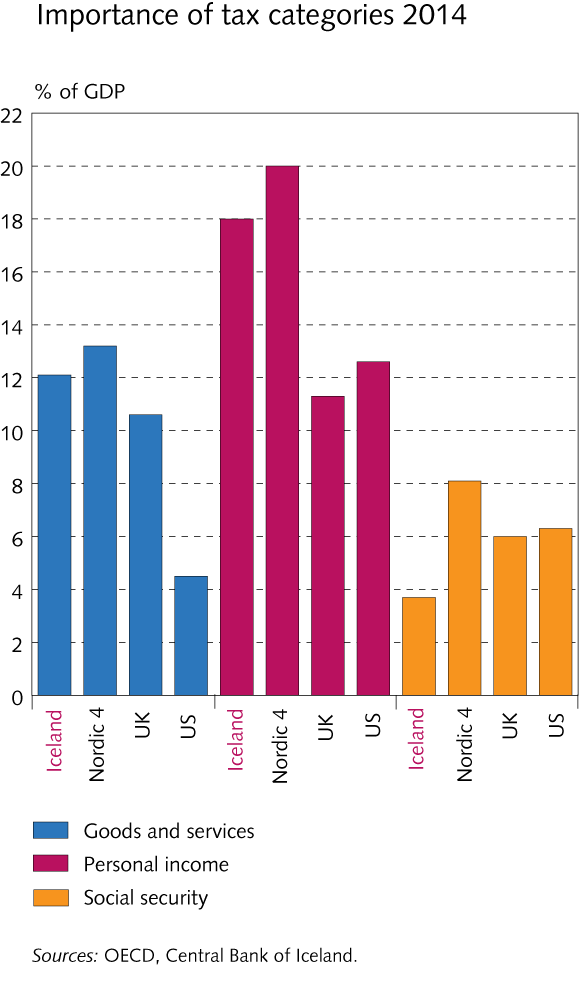 Importance of tax categories 2014
% of GDP
22
20
18
16
14
12
10
8
6
4
2
0
Iceland
Nordic 4
UK
US
Iceland
Nordic 4
UK
US
Iceland
Nordic 4
UK
US
Goods and services
Personal income
Social security
Sources: OECD, Central Bank of Iceland.